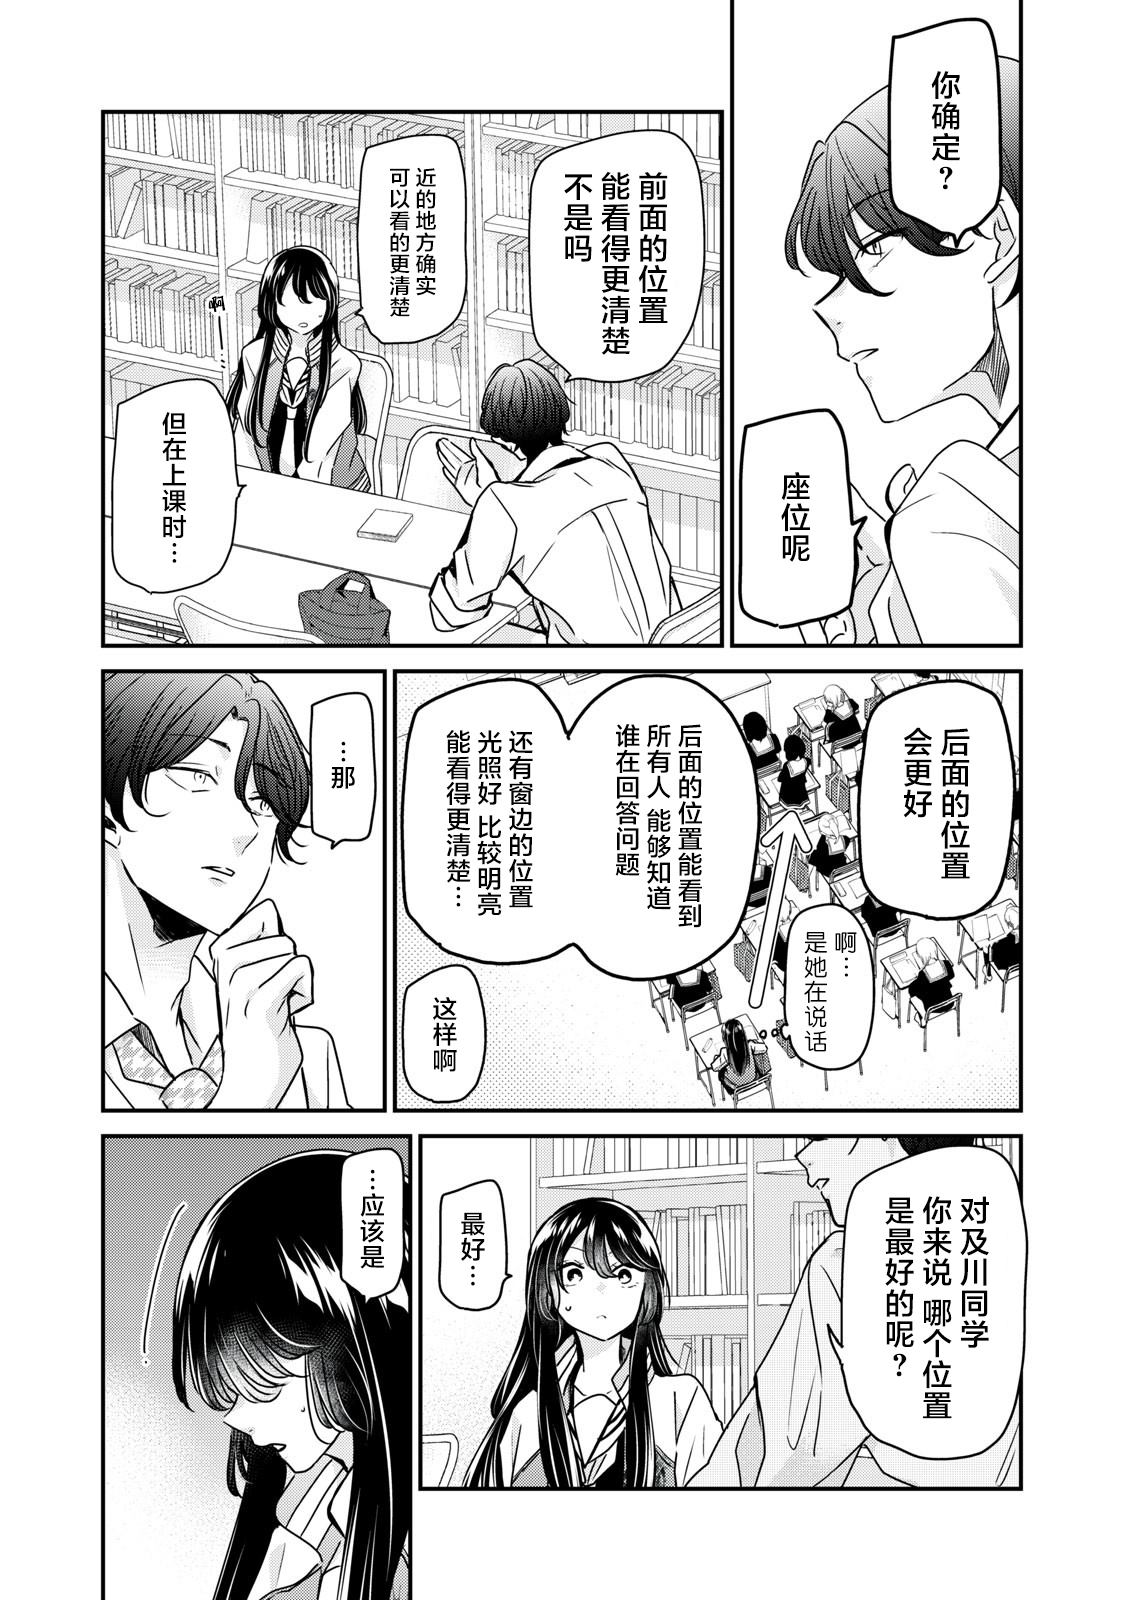 你确定?
座位呢
前面的位置
能看得更清楚
不是吗
近的地方确实
可以看的更清楚
啊—…
但在上课时…
后面的位置
会更好
啊…
是她在说话
后面的位置能看到
所有人 能够知道
谁在回答问题
还有窗边的位置
光照好 比较明亮
能看得更清楚…
这样啊
…那
对及川同学
你来说 哪个位置
是最好的呢?
最好…
…应该是